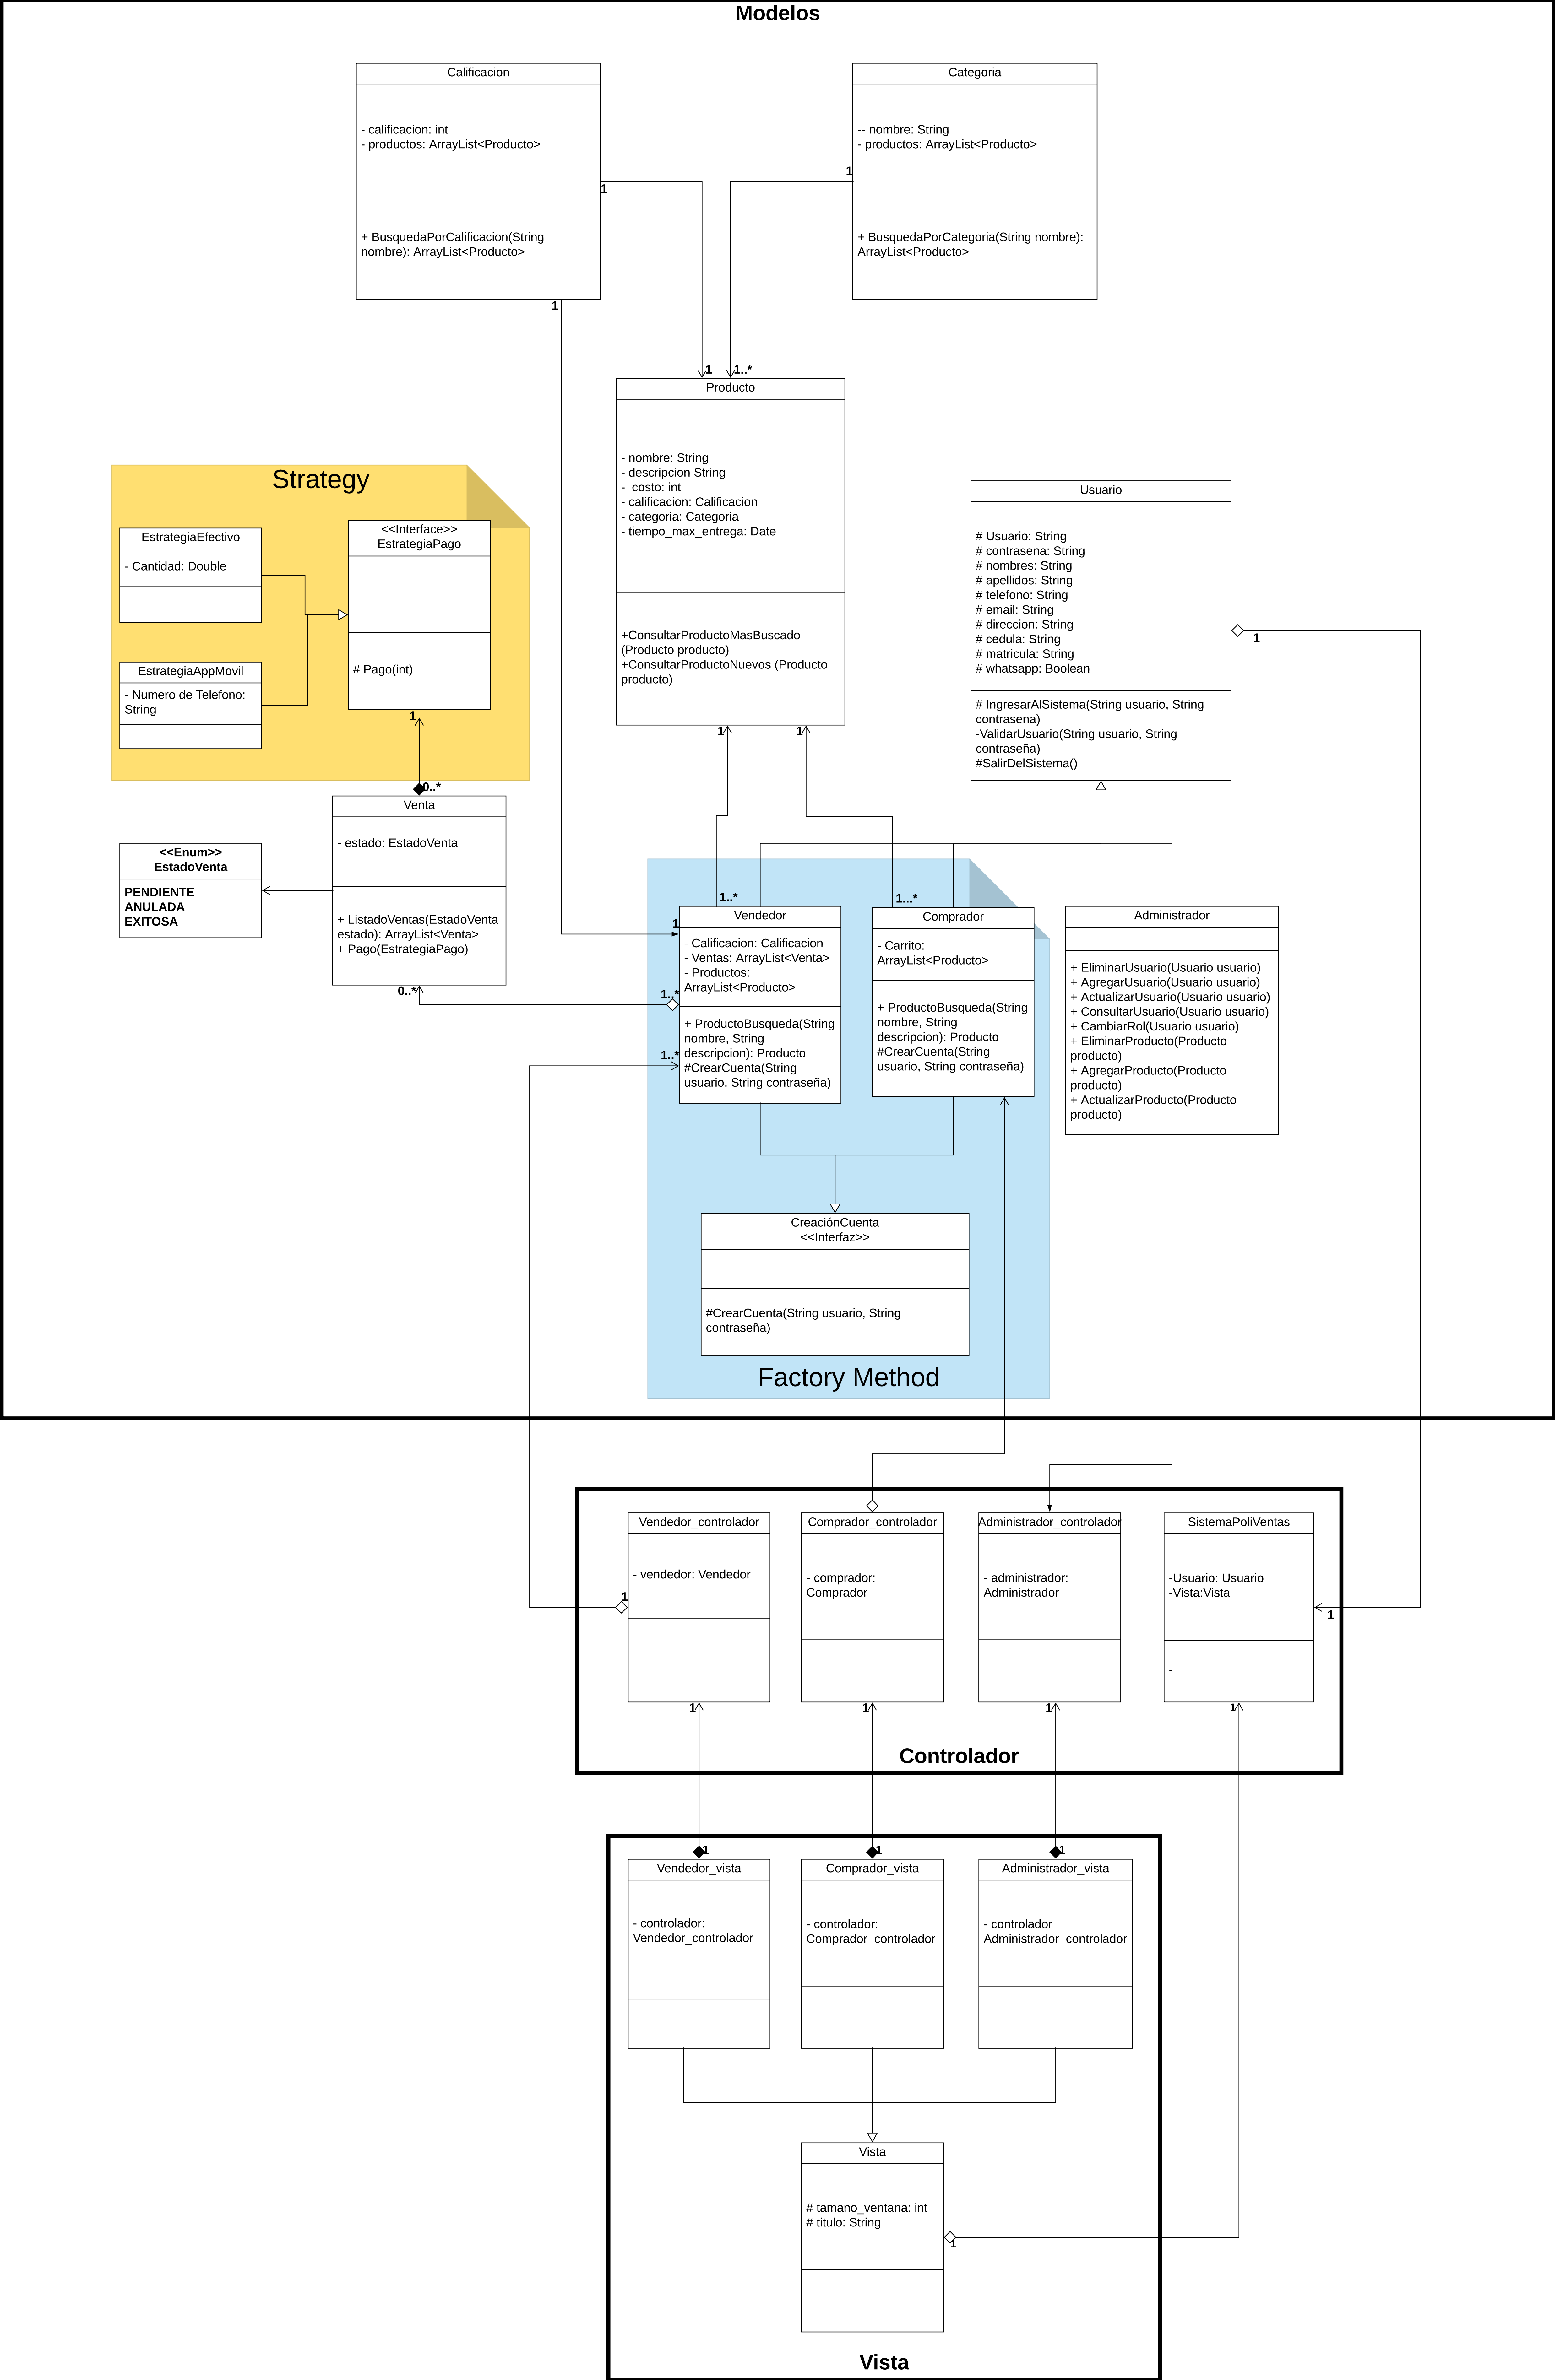 Modelos
Calificacion
- calificacion: int
- productos: ArrayList<Producto>
+ BusquedaPorCalificacion(String
nombre): ArrayList<Producto>
1
1
Categoria
-- nombre: String
- productos: ArrayList<Producto>
+ BusquedaPorCategoria(String nombre):
ArrayList<Producto>
1
1
1..*
Producto
- nombre: String
- descripcion String
-  costo: int
- calificacion: Calificacion
- categoria: Categoria
- tiempo_max_entrega: Date
+ConsultarProductoMasBuscado
(Producto producto)
+ConsultarProductoNuevos (Producto
producto)
1
1
Strategy
EstrategiaEfectivo
- Cantidad: Double
<<Interface>>
EstrategiaPago
# Pago(int)
EstrategiaAppMovil
- Numero de Telefono:
String
1
0..*
Usuario
# Usuario: String
# contrasena: String
# nombres: String
# apellidos: String
# telefono: String
# email: String
# direccion: String
# cedula: String
# matricula: String
# whatsapp: Boolean
# IngresarAlSistema(String usuario, String
contrasena)
-ValidarUsuario(String usuario, String
contraseña)
#SalirDelSistema()
1
Venta
- estado: EstadoVenta
+ ListadoVentas(EstadoVenta
estado): ArrayList<Venta>
+ Pago(EstrategiaPago)
0..*
<<Enum>>
EstadoVenta
PENDIENTE
ANULADA
EXITOSA
1..*
1
Vendedor
- Calificacion: Calificacion
- Ventas: ArrayList<Venta>
- Productos:
ArrayList<Producto>
1..*
+ ProductoBusqueda(String
nombre, String
descripcion): Producto
#CrearCuenta(String
usuario, String contraseña)
1..*
1...*
Comprador
- Carrito:
ArrayList<Producto>
+ ProductoBusqueda(String
nombre, String
descripcion): Producto
#CrearCuenta(String
usuario, String contraseña)
Administrador
+ EliminarUsuario(Usuario usuario)
+ AgregarUsuario(Usuario usuario)
+ ActualizarUsuario(Usuario usuario)
+ ConsultarUsuario(Usuario usuario)
+ CambiarRol(Usuario usuario)
+ EliminarProducto(Producto
producto)
+ AgregarProducto(Producto
producto)
+ ActualizarProducto(Producto
producto)
CreaciónCuenta
<<Interfaz>>
#CrearCuenta(String usuario, String
contraseña)
Factory Method
Vendedor_controlador
- vendedor: Vendedor
1
1
Comprador_controlador
- comprador:
Comprador
1
Administrador_controlador
- administrador:
Administrador
1
SistemaPoliVentas
-Usuario: Usuario
-Vista:Vista
-
1
1
Controlador
1
Vendedor_vista
- controlador:
Vendedor_controlador
1
Comprador_vista
- controlador:
Comprador_controlador
1
Administrador_vista
- controlador
Administrador_controlador
Vista
# tamano_ventana: int
# titulo: String
1
Vista